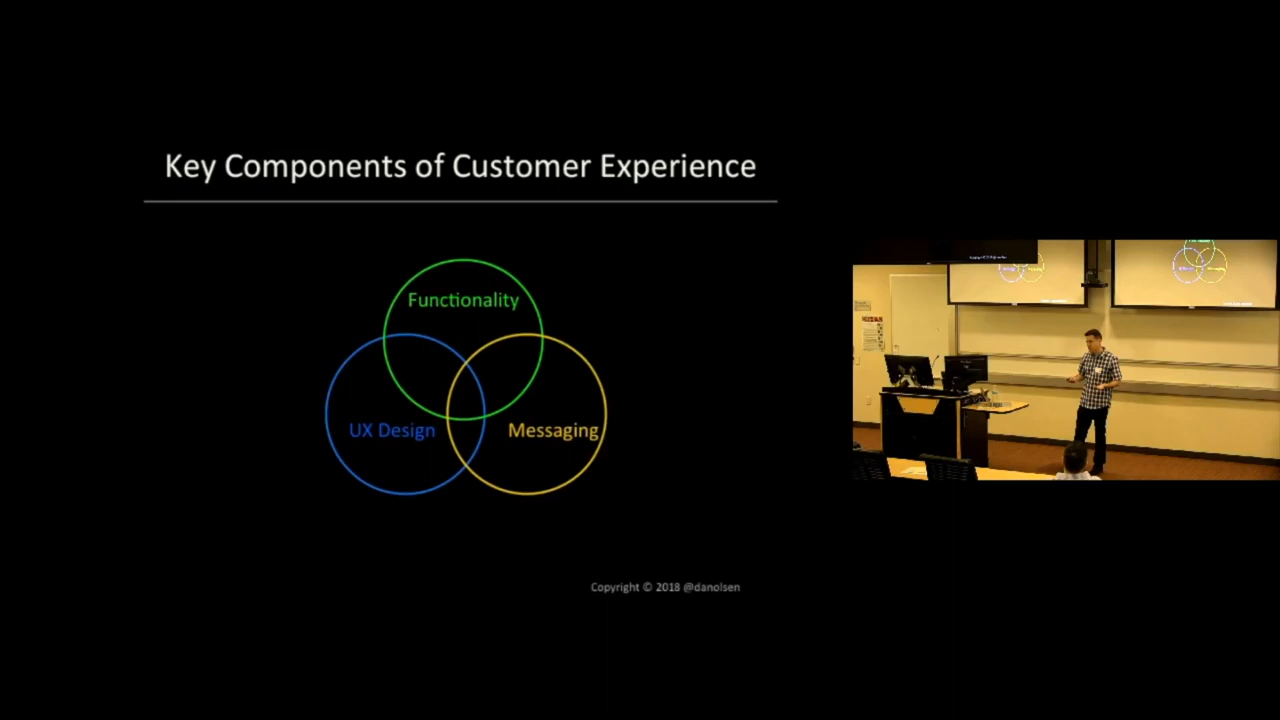 Key Components of Customer Experience
Functionality
UX Design
Messaging
Copyright © 2018 @danolsen